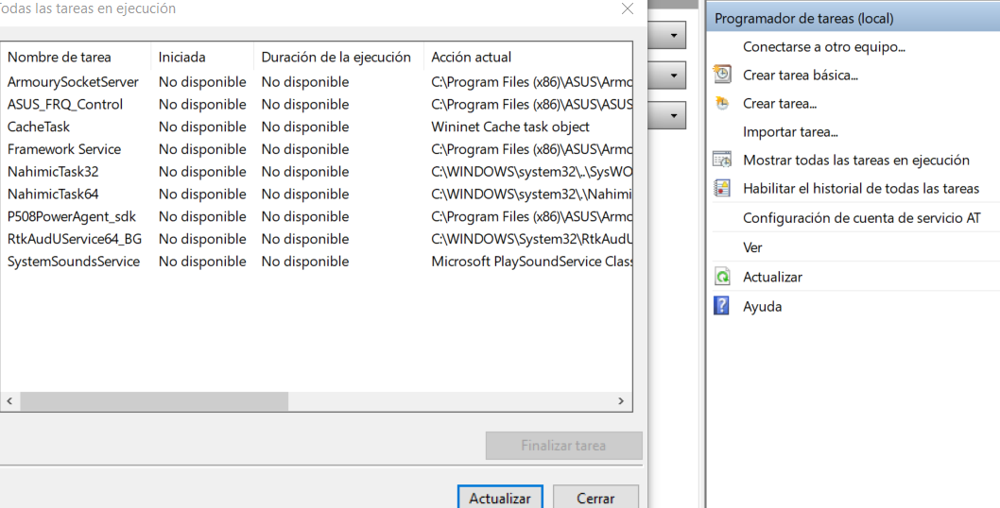 odas las tareas en ejecución
Nombre de tarea Iniciada Duración de la ejecución Acción actual
ArmourySocketServer No disponible No disponible C:\Program Files (x86)\ASUS\Armo
ASUS_FRQ_Control No disponible No disponible C:\Program Files (x86)\ASUS\ASUS
CacheTask No disponible No disponible Wininet Cache task object
Framework Service No disponible No disponible C:\Program Files (x86)\ASUS\Armo
NahimicTask32 No disponible No disponible C:\WINDOWS\system32\.\SysWO
NahimicTask64 No disponible No disponible C:\WINDOWS\system32\.\Nahimi
P508PowerAgent_sdk No disponible No disponible C:\Program Files (x86)\ASUS\Armo
RtkAudUService64_BG No disponible No disponible C:\WINDOWS\System32\RtkAudU
SystemSoundsService No disponible No disponible Microsoft PlaySoundService Clas
Finalizar tarea
Actualizar Cerrar
Programador de tareas (local)
Conectarse a otro equipo...
Crear tarea básica...
Crear tarea...
Importar tarea...
Mostrar todas las tareas en ejecución
Habilitar el historial de todas las tareas
Configuración de cuenta de servicio AT
Ver
Actualizar
Ayuda